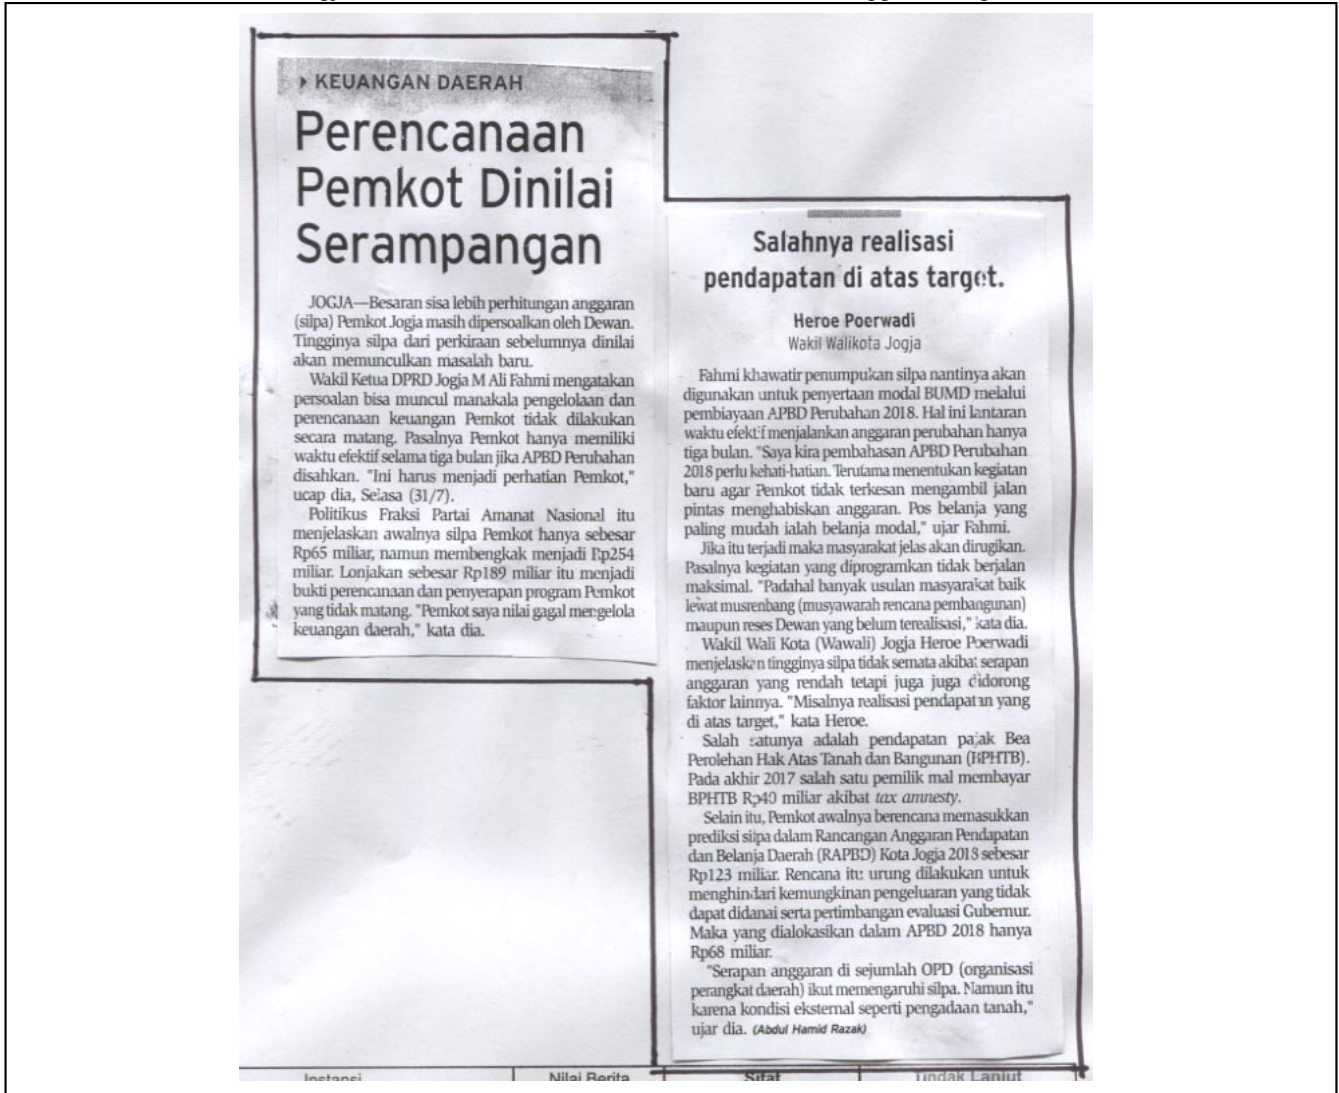 KEUANGAN DAERAH
Perencanaan
Pemkot Dinilai
Serampangan
JOGJA—Besaran sisa lebih perhitungan anggaran
(silpa) Pemkot Jogja masih dipersoalkan oleh Dewan.
Tingginya silpa dari perkiraan sebelumnya dinilai
akan memunculkan masalah baru.
Wakil Ketua DPRD Jogja M Ali Fahmi mengatakan
persoalan bisa muncul manakala pengelolaan dan
perencanaan keuangan Pemkot tidak dilakukan
secara matang. Pasalnya Pemkot hanya memiliki
waktu efektif selama tiga bulan jika APBD Perubahan
disahkan. "Ini harus menjadi perhatian Pemkot,"
ucap dia, Selasa (31/7).
Politikus Fraksi Partai Amanat Nasional itu
menjelaskan awalnya silpa Pemkot hanya sebesar
Rp65 miliar, namun membengkak menjadi Rp254
miliar. Lonjakan sebesar Rp189 miliar itu menjadi
bukti perencanaan dan penyerapan program Pemkot
yang tidak matang. "Pemkot saya nilai gagal mengelola
keuangan daerah," kata dia.
Salahnya realisasi
pendapatan di atas target.
Heroe Poerwadi
Wakil Walikota Jogja
Fahmi khawatir penumpukan silpa nantinya akan
digunakan untuk penyertaan modal BUMD melalui
pembiayaan APBD Perubahan 2018. Hal ini lantaran
waktu efektif menjalankan anggaran perubahan hanya
tiga bulan. "Saya kira pembahasan APBD Perubahan
2018 perlu kehati-hatian. Terutama menentukan kegiatan
baru agar Pemkot tidak terkesan mengambil jalan
pintas menghabiskan anggaran. Pos belanja yang
paling mudah ialah belanja modal," ujar Fahmi.
Jika itu terjadi maka masyarakat jelas akan dirugikan.
Pasalnya kegiatan yang diprogramkan tidak berjalan
maksimal. "Padahal banyak usulan masyarakat baik
lewat musrenbang (musyawarah rencana pembangunan)
maupun reses Dewan yang belum terealisasi," kata dia.
Wakil Wali Kota (Wawali) Jogja Heroe Poerwadi
menjelaskan tingginya silpa tidak semata akibat serapan
anggaran yang rendah tetapi juga juga didorong
faktor lainnya. "Misalnya realisasi pendapatan yang
di atas target," kata Heroe.
Salah satunya adalah pendapatan pajak Bea
Perolehan Hak Atas Tanah dan Bangunan (BPHTB).
Pada akhir 2017 salah satu pemilik mal membayar
BPHTB Rp40 miliar akibat tax amnesty.
Selain itu, Pemkot awalnya berencana memasukkan
prediksi silpa dalam Rancangan Anggaran Pendapatan
dan Belanja Daerah (RAPBD) Kota Jogja 2018 sebesar
Rp123 miliar. Rencana itu urung dilakukan untuk
menghindari kemungkinan pengeluaran yang tidak
dapat didanai serta pertimbangan evaluasi Gubernur.
Maka yang dialokasikan dalam APBD 2018 hanya
Rp68 miliar.
"Serapan anggaran di sejumlah OPD (organisasi
perangkat daerah) ikut memengaruhi silpa. Namun itu
karena kondisi eksternal seperti pengadaan tanah,"
ujar dia. (Abdul Hamid Razak)
Instansi Nilai Berita Sifat Tindak Lanjut